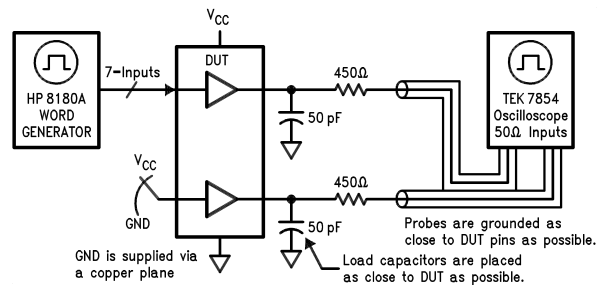 V_CC
DUT
7-Inputs
HP 8180A
WORD
GENERATOR
450Ω
50 pF
TEK 7854
Oscilloscope
50Ω Inputs
V_CC
GND
450Ω
50 pF
Probes are grounded as
close to DUT pins as possible.
GND is supplied via
a copper plane
Load capacitors are placed
as close to DUT as possible.